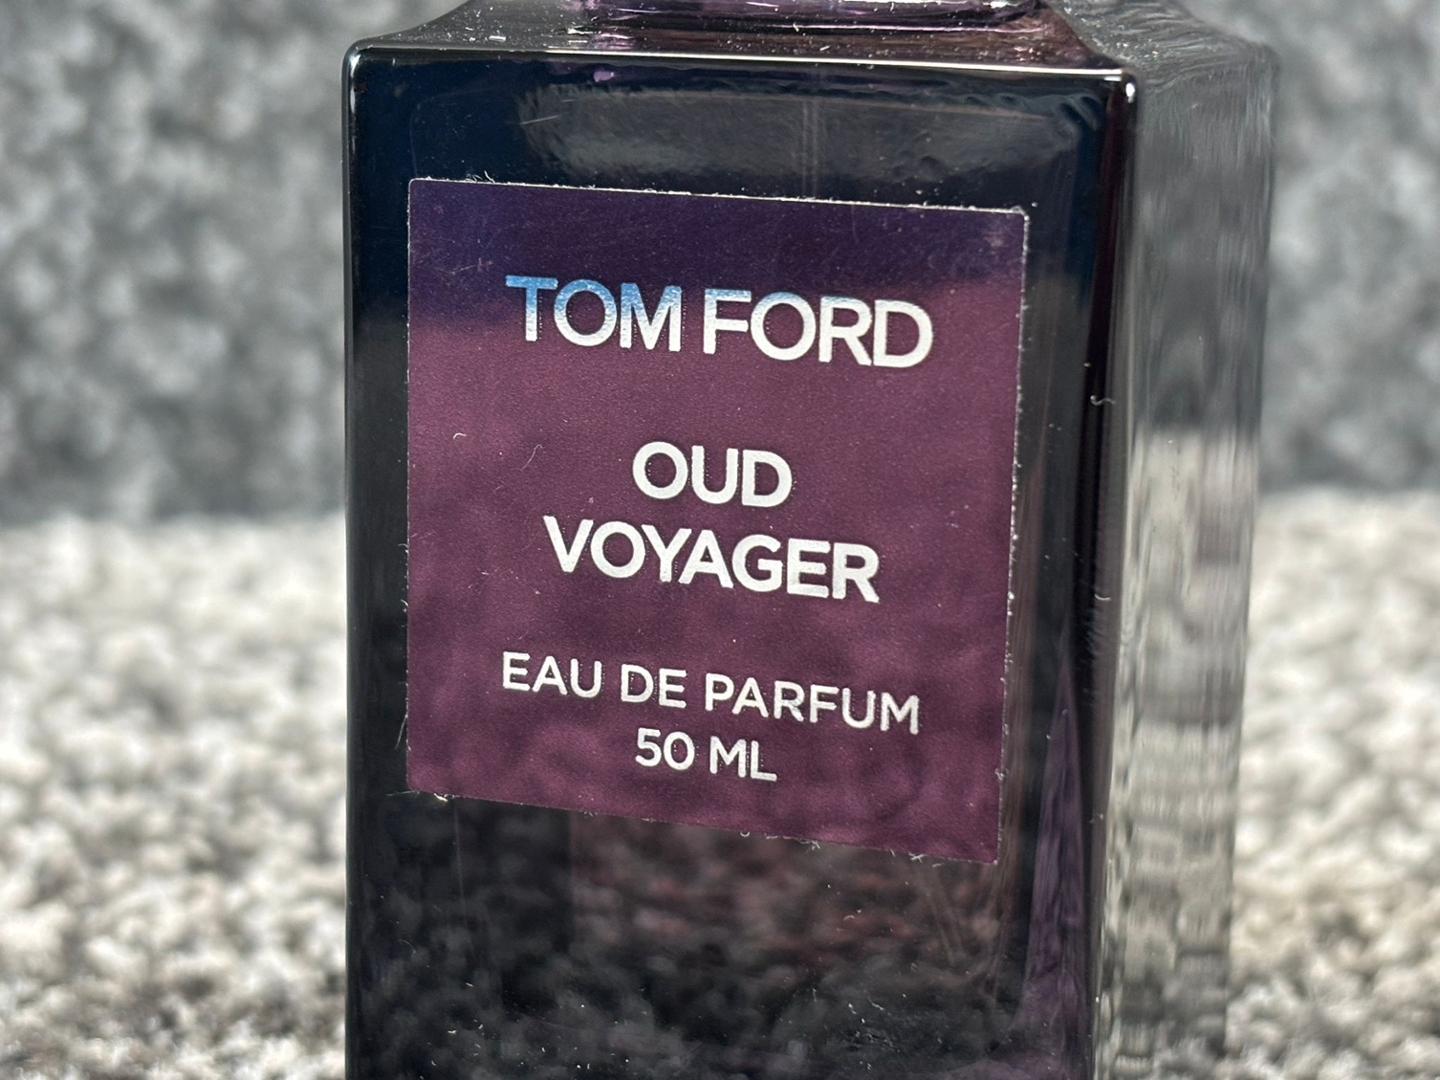 TOM FORD
OUD
VOYAGER
EAU DE PARFUM
50 ML